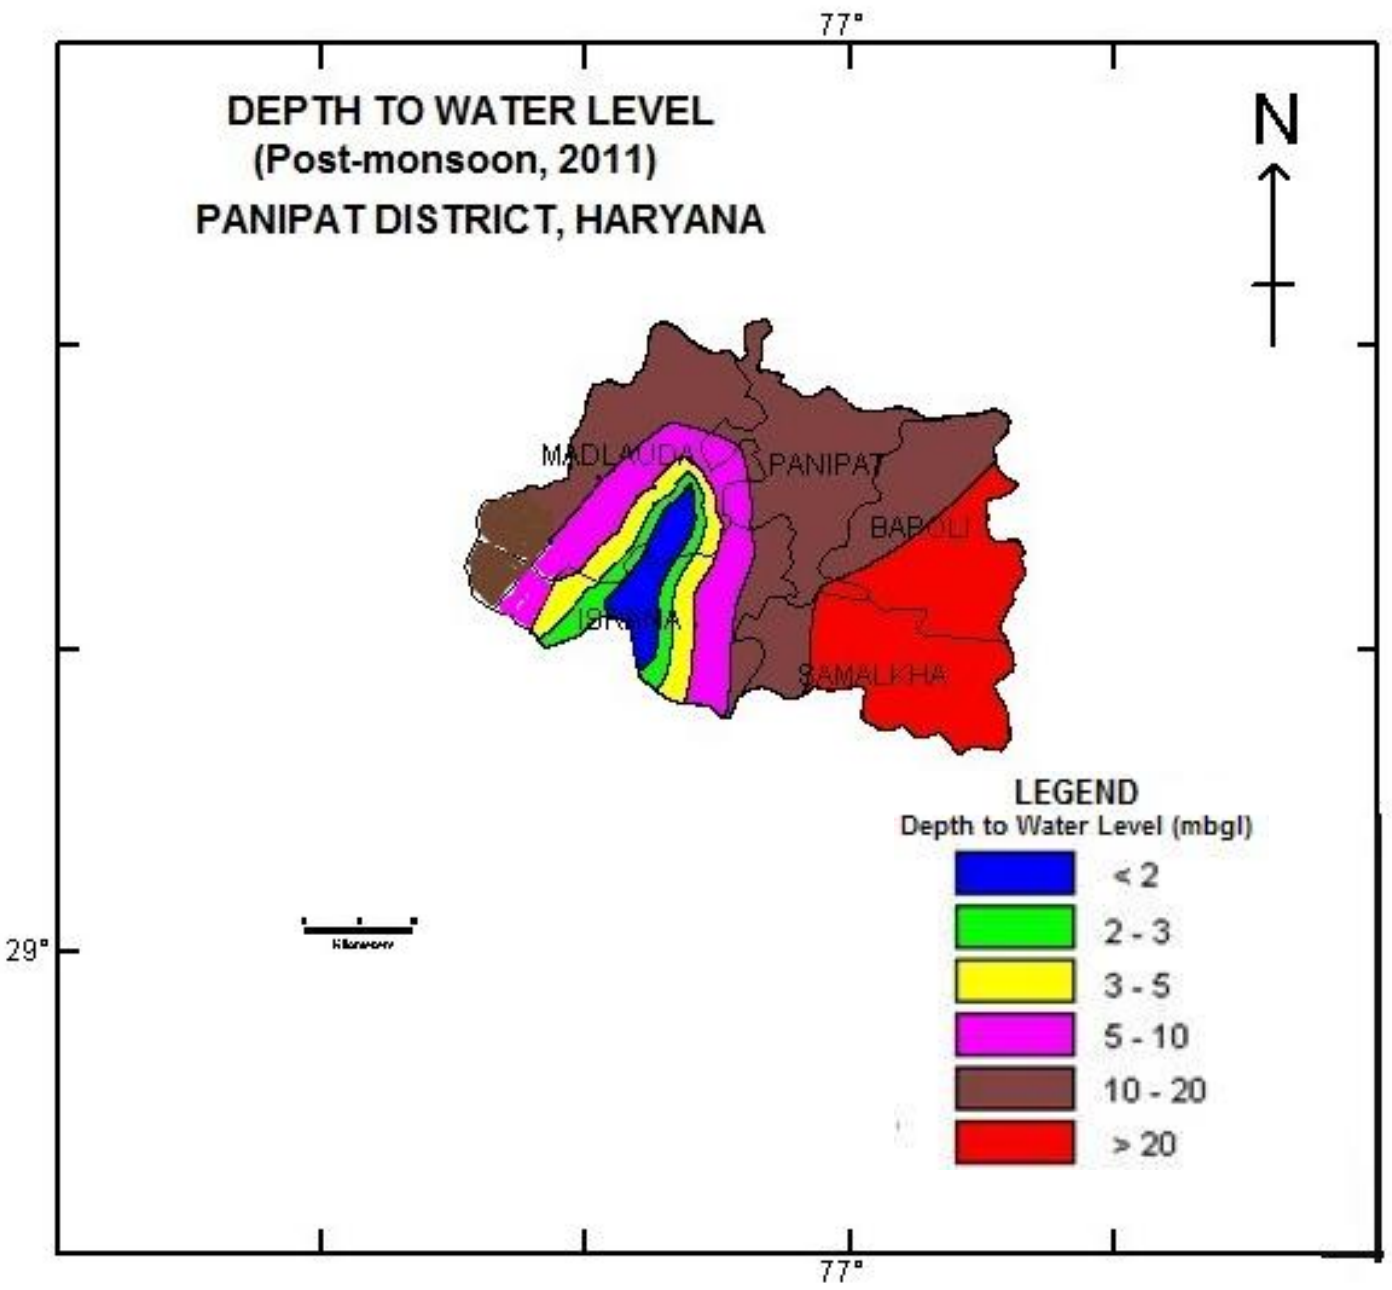 77°
DEPTH TO WATER LEVEL
(Post-monsoon, 2011)
PANIPAT DISTRICT, HARYANA
N
MADLAUDA
PANIPAT
BAPOLI
ISRANA
SAMALKHA
LEGEND
Depth to Water Level (mbgl)
< 2
2 - 3
3 - 5
5 - 10
10 - 20
> 20
Kilometers
29°
77°